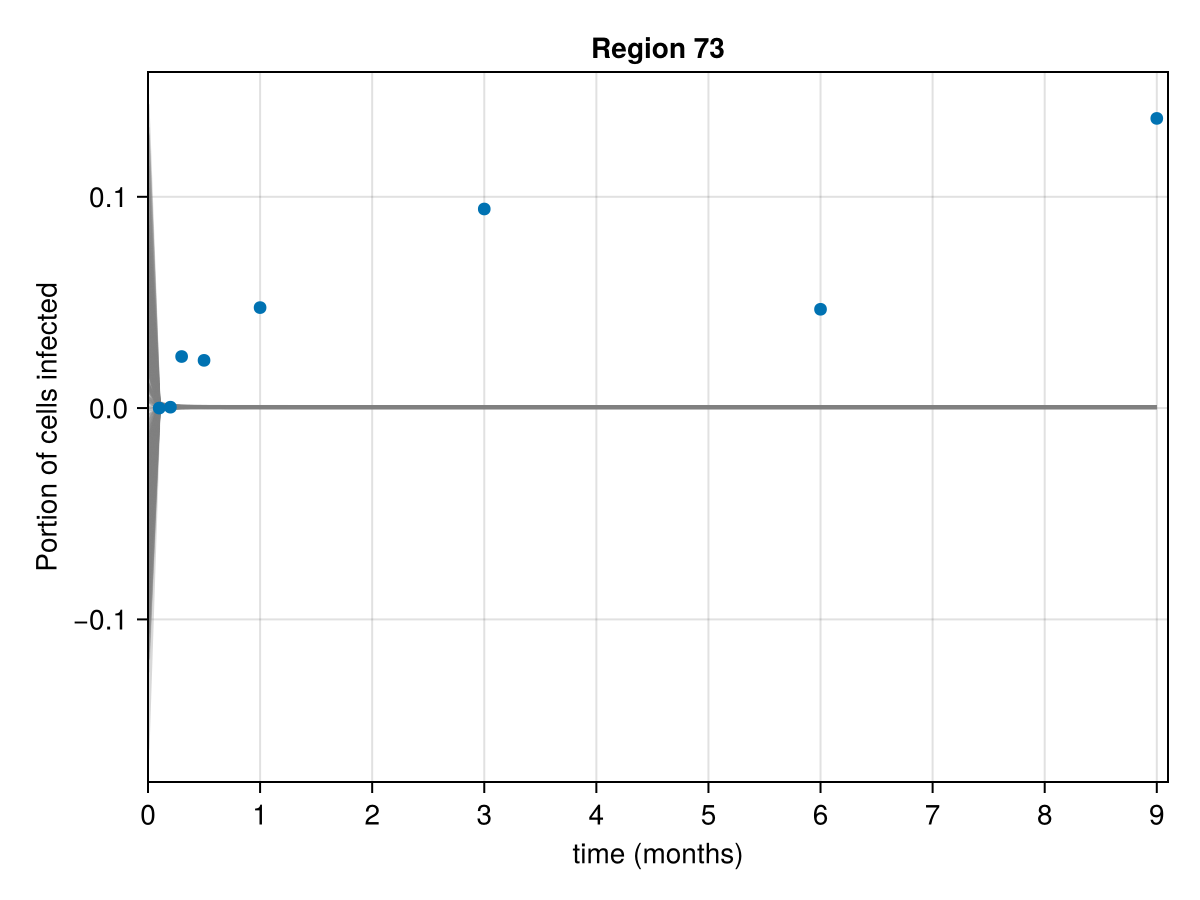 Region 73
Portion of cells infected
0.1
0.0
−0.1
0 1 2 3 4 5 6 7 8 9
time (months)